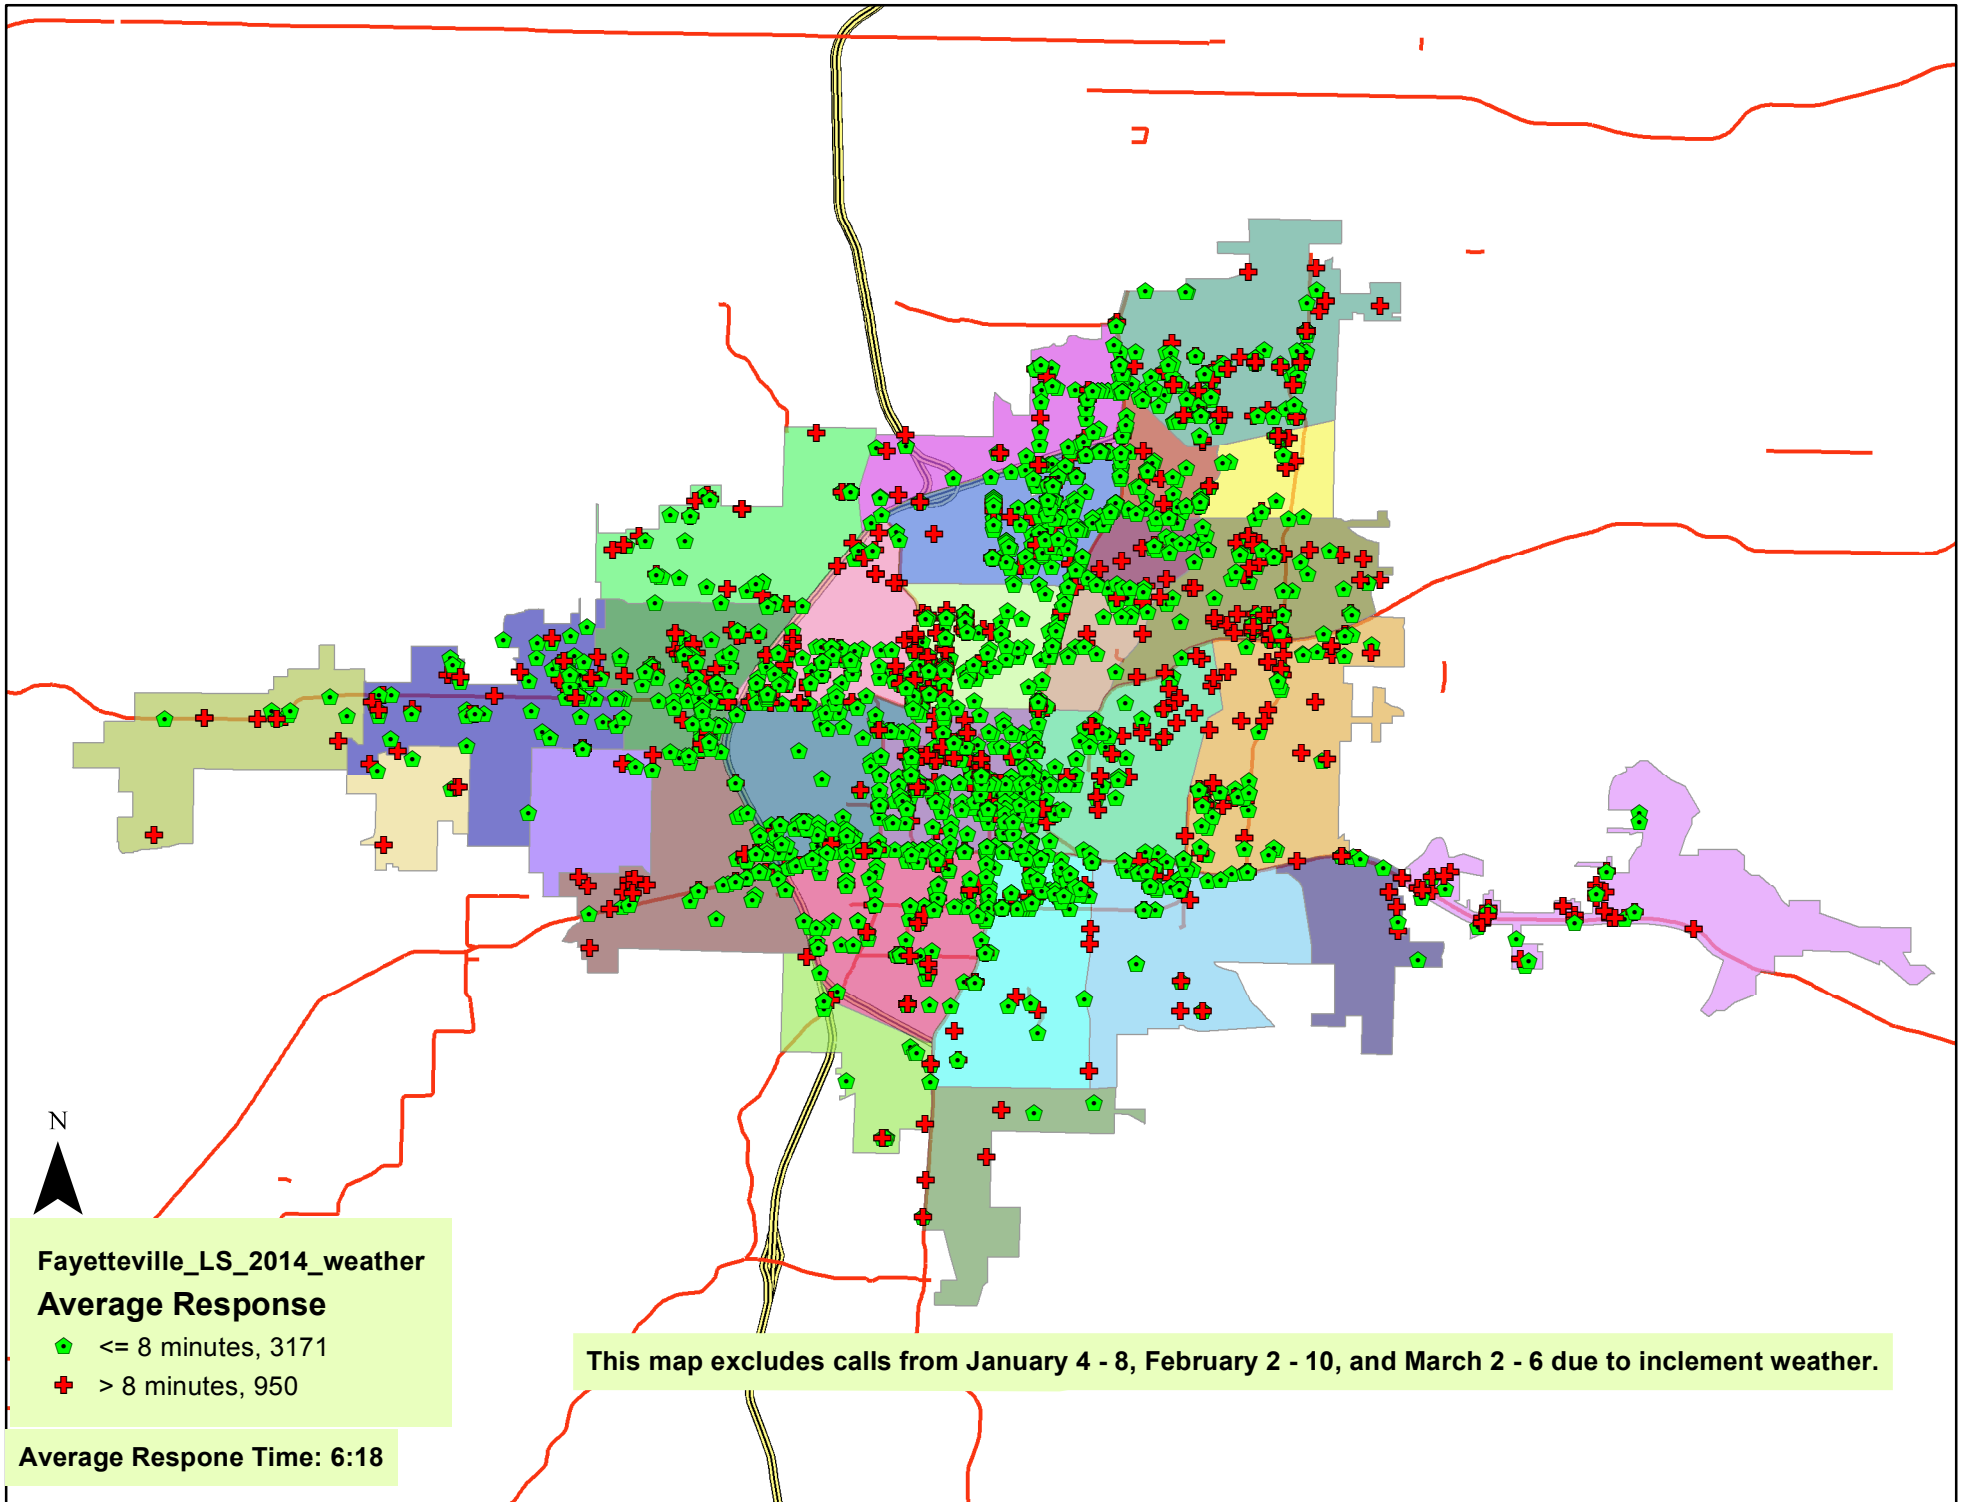 N
Fayetteville_LS_2014_weather
Average Response
<= 8 minutes, 3171
> 8 minutes, 950
This map excludes calls from January 4 - 8, February 2 - 10, and March 2 - 6 due to inclement weather.
Average Respone Time: 6:18